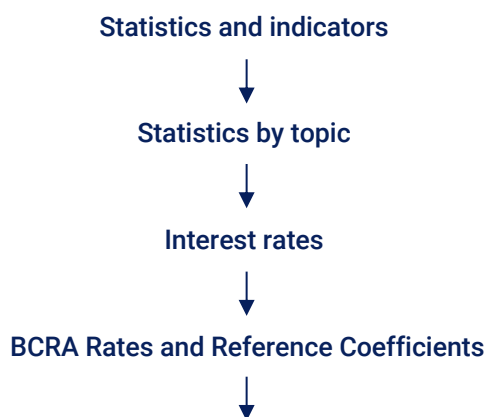 Statistics and indicators
Statistics by topic
Interest rates
BCRA Rates and Reference Coefficients